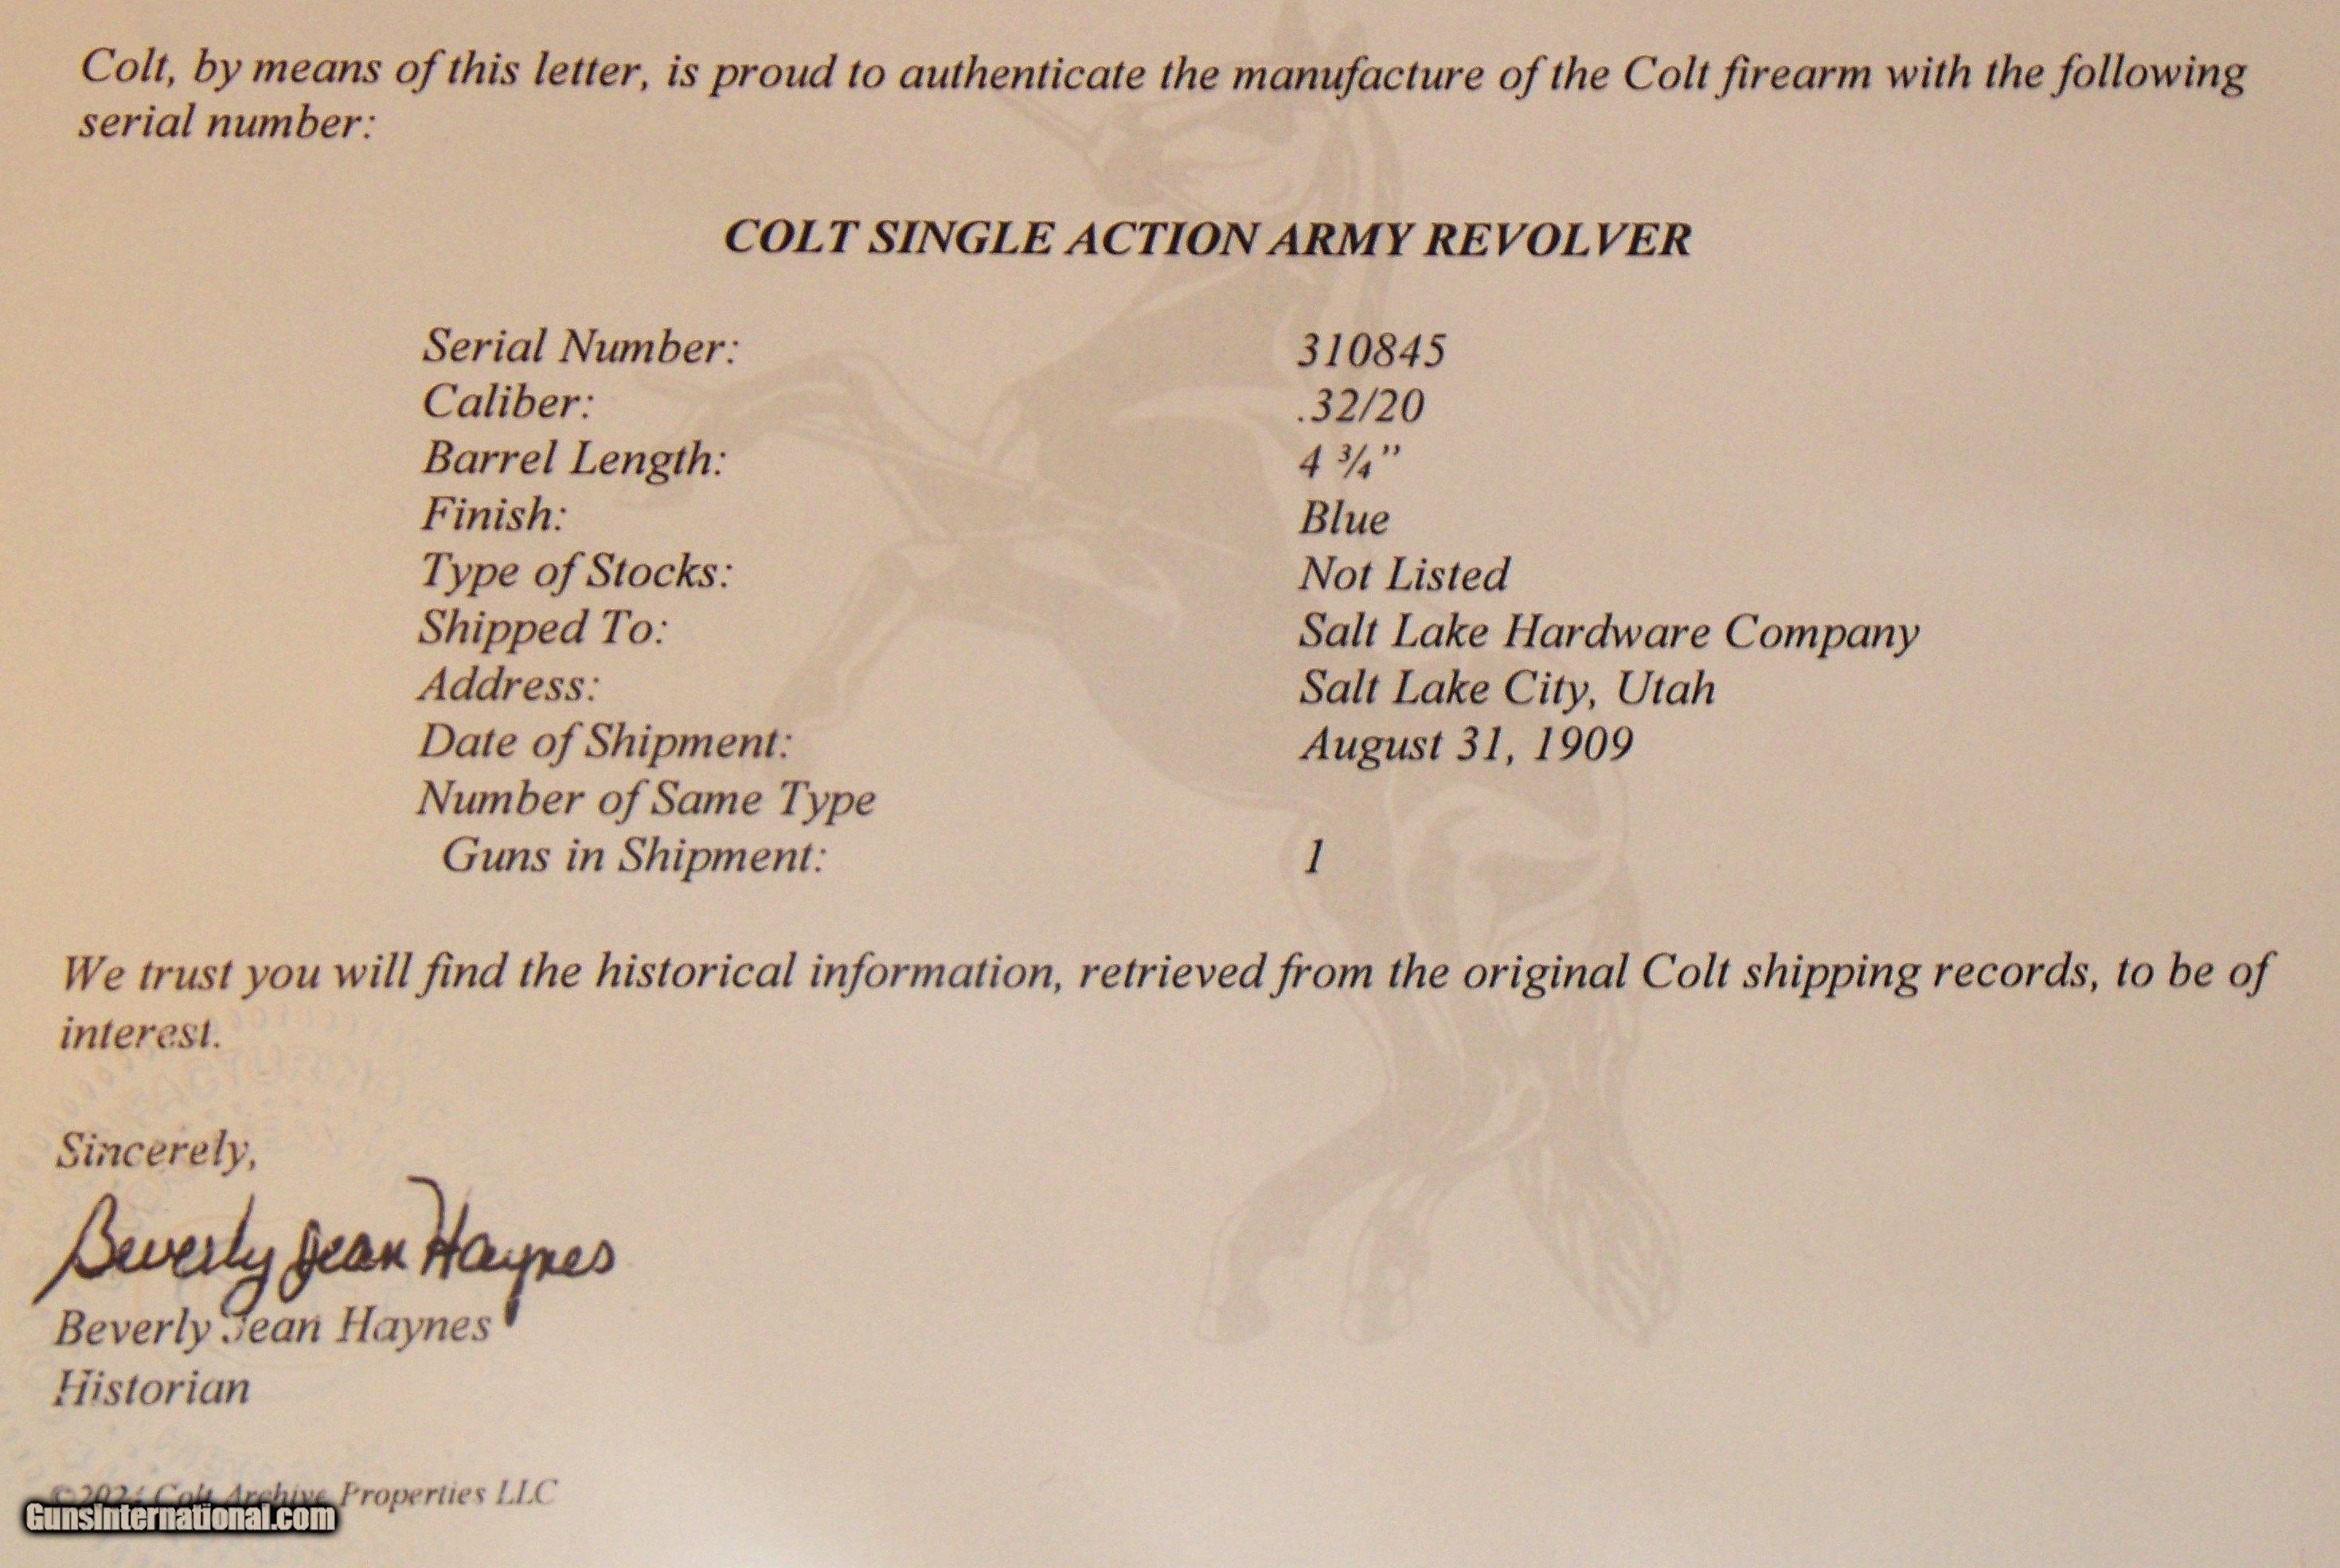 Colt, by means of this letter, is proud to authenticate the manufacture of the Colt firearm with the following
serial number:
COLT SINGLE ACTION ARMY REVOLVER
Serial Number: 310845
Caliber: .32/20
Barrel Length: 4 ¾”
Finish: Blue
Type of Stocks: Not Listed
Shipped To: Salt Lake Hardware Company
Address: Salt Lake City, Utah
Date of Shipment: August 31, 1909
Number of Same Type
Guns in Shipment: 1
We trust you will find the historical information, retrieved from the original Colt shipping records, to be of
interest.
Sincerely,
Beverly Jean Haynes
Beverly Jean Haynes
Historian
Colt Archive Properties LLC
GunsInternational.com